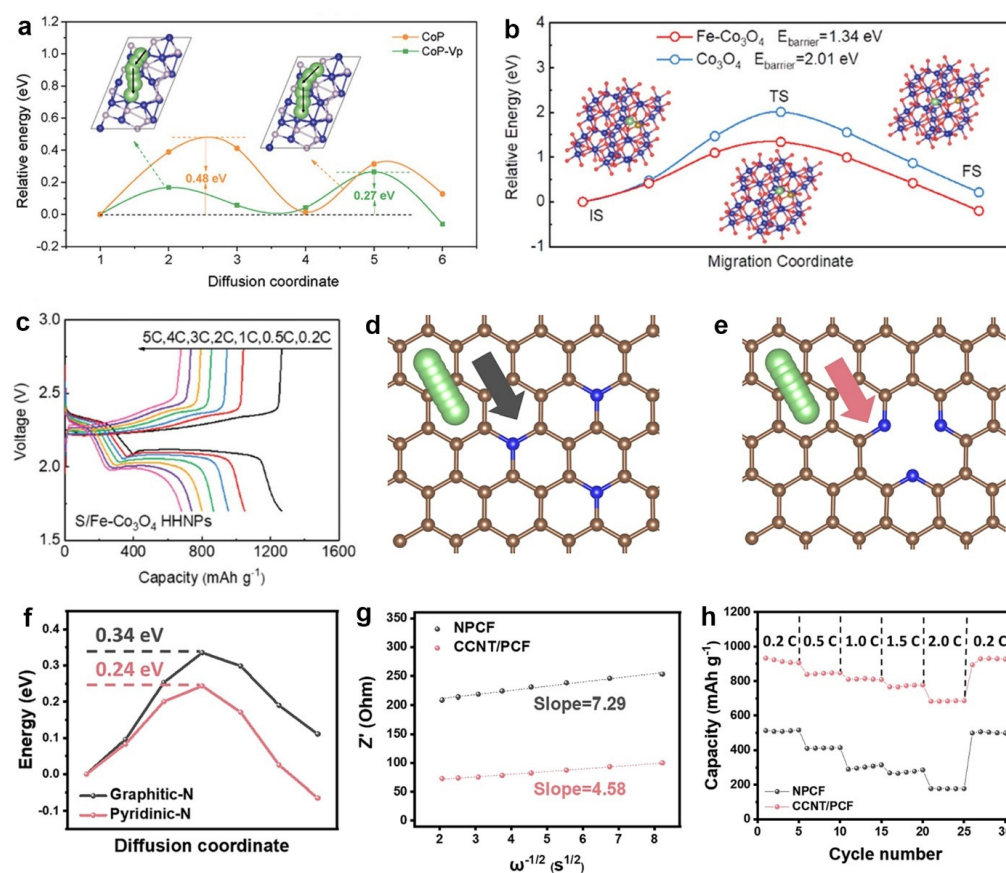 a
Relative energy (eV)
1.2
1.0
0.8
0.6
0.4
0.2
0.0
0.2
CoP
CoP-Vp
0.48 eV
0.27 eV
1 2 3 4 5 6
Diffusion coordinate
b
Relative Energy (eV)
4
3
2
1
0
-1
Fe-Co₃O₄ E_barrier=1.34 eV
Co₃O₄ E_barrier=2.01 eV
TS
IS
FS
Migration Coordinate
c
Voltage (V)
3.0
2.5
2.0
1.5
5C,4C,3C,2C,1C,0.5C,0.2C
S/Fe-Co₃O₄ HHNPs
0 400 800 1200 1600
Capacity (mAh g⁻¹)
d
e
f
Energy (eV)
0.4
0.3
0.2
0.1
0.0
0.1
0.34 eV
0.24 eV
Graphitic-N
Pyridinic-N
Diffusion coordinate
g
Z' (Ohm)
350
300
250
200
150
100
50
0
NPCF
CCNT/PCF
Slope=7.29
Slope=4.58
2 3 4 5 6 7 8
ω⁻¹/² (s¹/²)
h
Capacity (mAh g⁻¹)
1200
1000
800
600
400
200
0
0.2 C 0.5 C 1.0 C 1.5 C 2.0 C 0.2 C
NPCF
CCNT/PCF
0 5 10 15 20 25 30
Cycle number